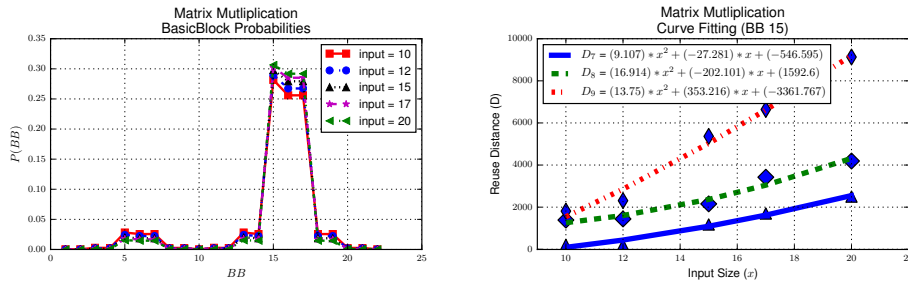 Matrix Mutliplication
BasicBlock Probabilities
0.35
0.30
0.25
0.20
0.15
0.10
0.05
0.00
P(BB)
input = 10
input = 12
input = 15
input = 17
input = 20
0 5 10 15 20 25
BB
Matrix Mutliplication
Curve Fitting (BB 15)
10000
8000
6000
4000
2000
0
Reuse Distance (D)
D₇ = (9.107) * x² + (−27.281) * x + (−546.595)
D₈ = (16.914) * x² + (−202.101) * x + (1592.6)
D₉ = (13.75) * x² + (353.216) * x + (−3361.767)
10 12 14 16 18 20
Input Size (x)